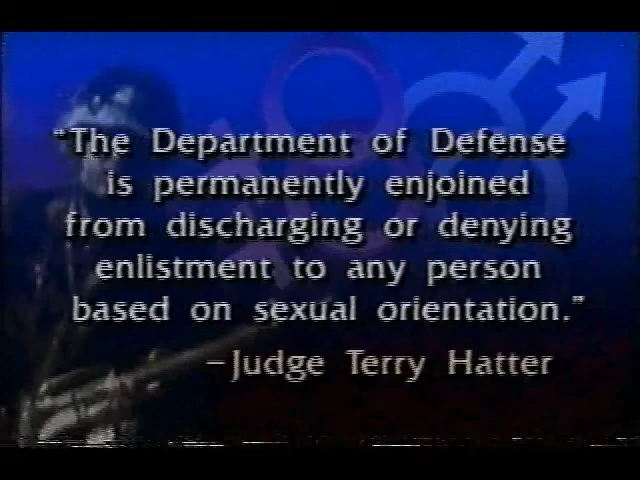 “The Department of Defense
is permanently enjoined
from discharging or denying
enlistment to any person
based on sexual orientation.”
–Judge Terry Hatter